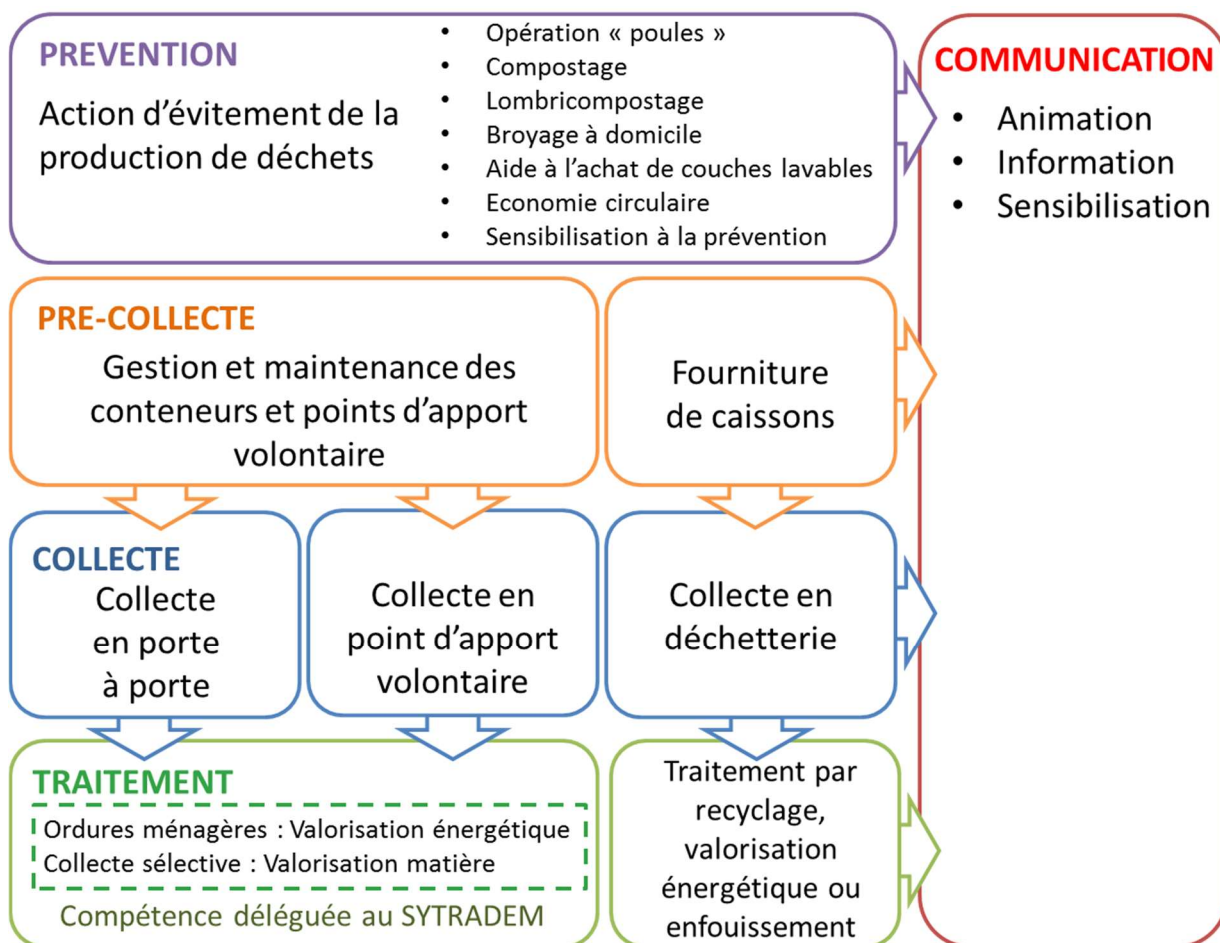 PREVENTION
Action d’évitement de la
production de déchets
• Opération « poules »
• Compostage
• Lombricompostage
• Broyage à domicile
• Aide à l’achat de couches lavables
• Economie circulaire
• Sensibilisation à la prévention
COMMUNICATION
• Animation
• Information
• Sensibilisation
PRE-COLLECTE
Gestion et maintenance des
conteneurs et points d’apport
volontaire
Fourniture
de caissons
COLLECTE
Collecte
en porte
à porte
Collecte en
point d’apport
volontaire
Collecte en
déchetterie
TRAITEMENT
Ordures ménagères : Valorisation énergétique
Collecte sélective : Valorisation matière
Compétence déléguée au SYTRADEM
Traitement par
recyclage,
valorisation
énergétique ou
enfouissement